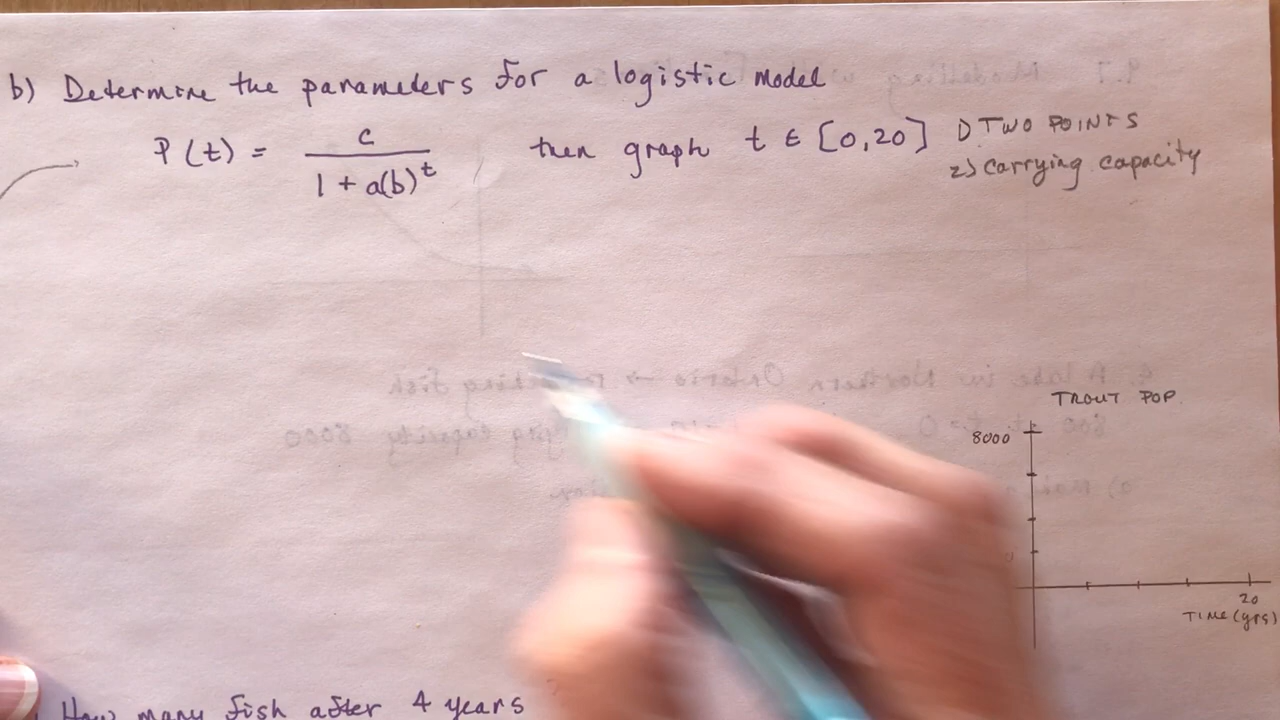 b) Determine the parameters for a logistic model
P(t) = c / (1 + a(b)^t) then graph t ∈ [0,20] 1) TWO POINTS
2) carrying capacity
TROUT POP.
8000
20
TIME (yrs)
How many fish after 4 years